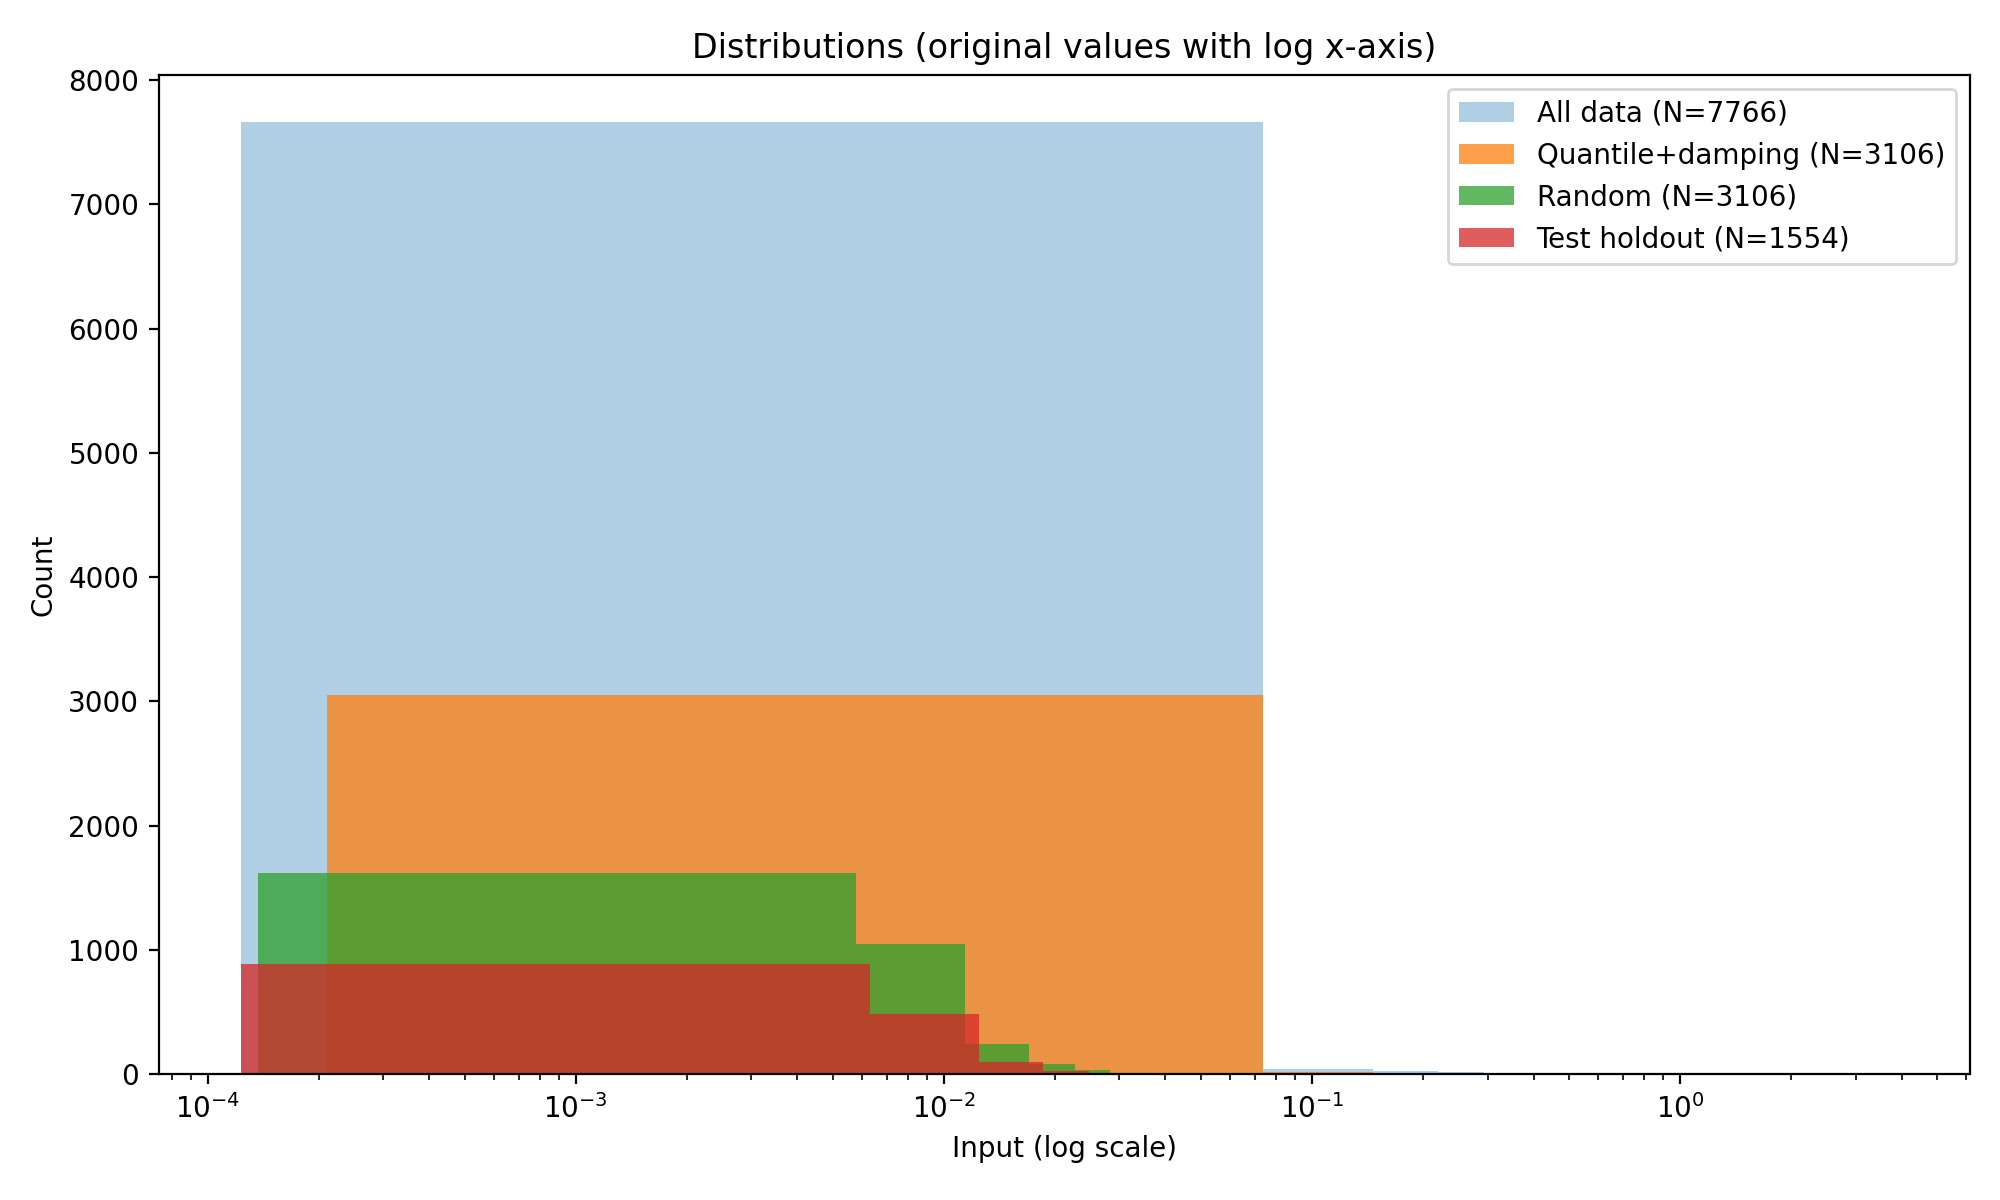 Distributions (original values with log x-axis)
8000
7000
6000
5000
4000
3000
2000
1000
0
Count
All data (N=7766)
Quantile+damping (N=3106)
Random (N=3106)
Test holdout (N=1554)
10⁻⁴ 10⁻³ 10⁻² 10⁻¹ 10⁰
Input (log scale)